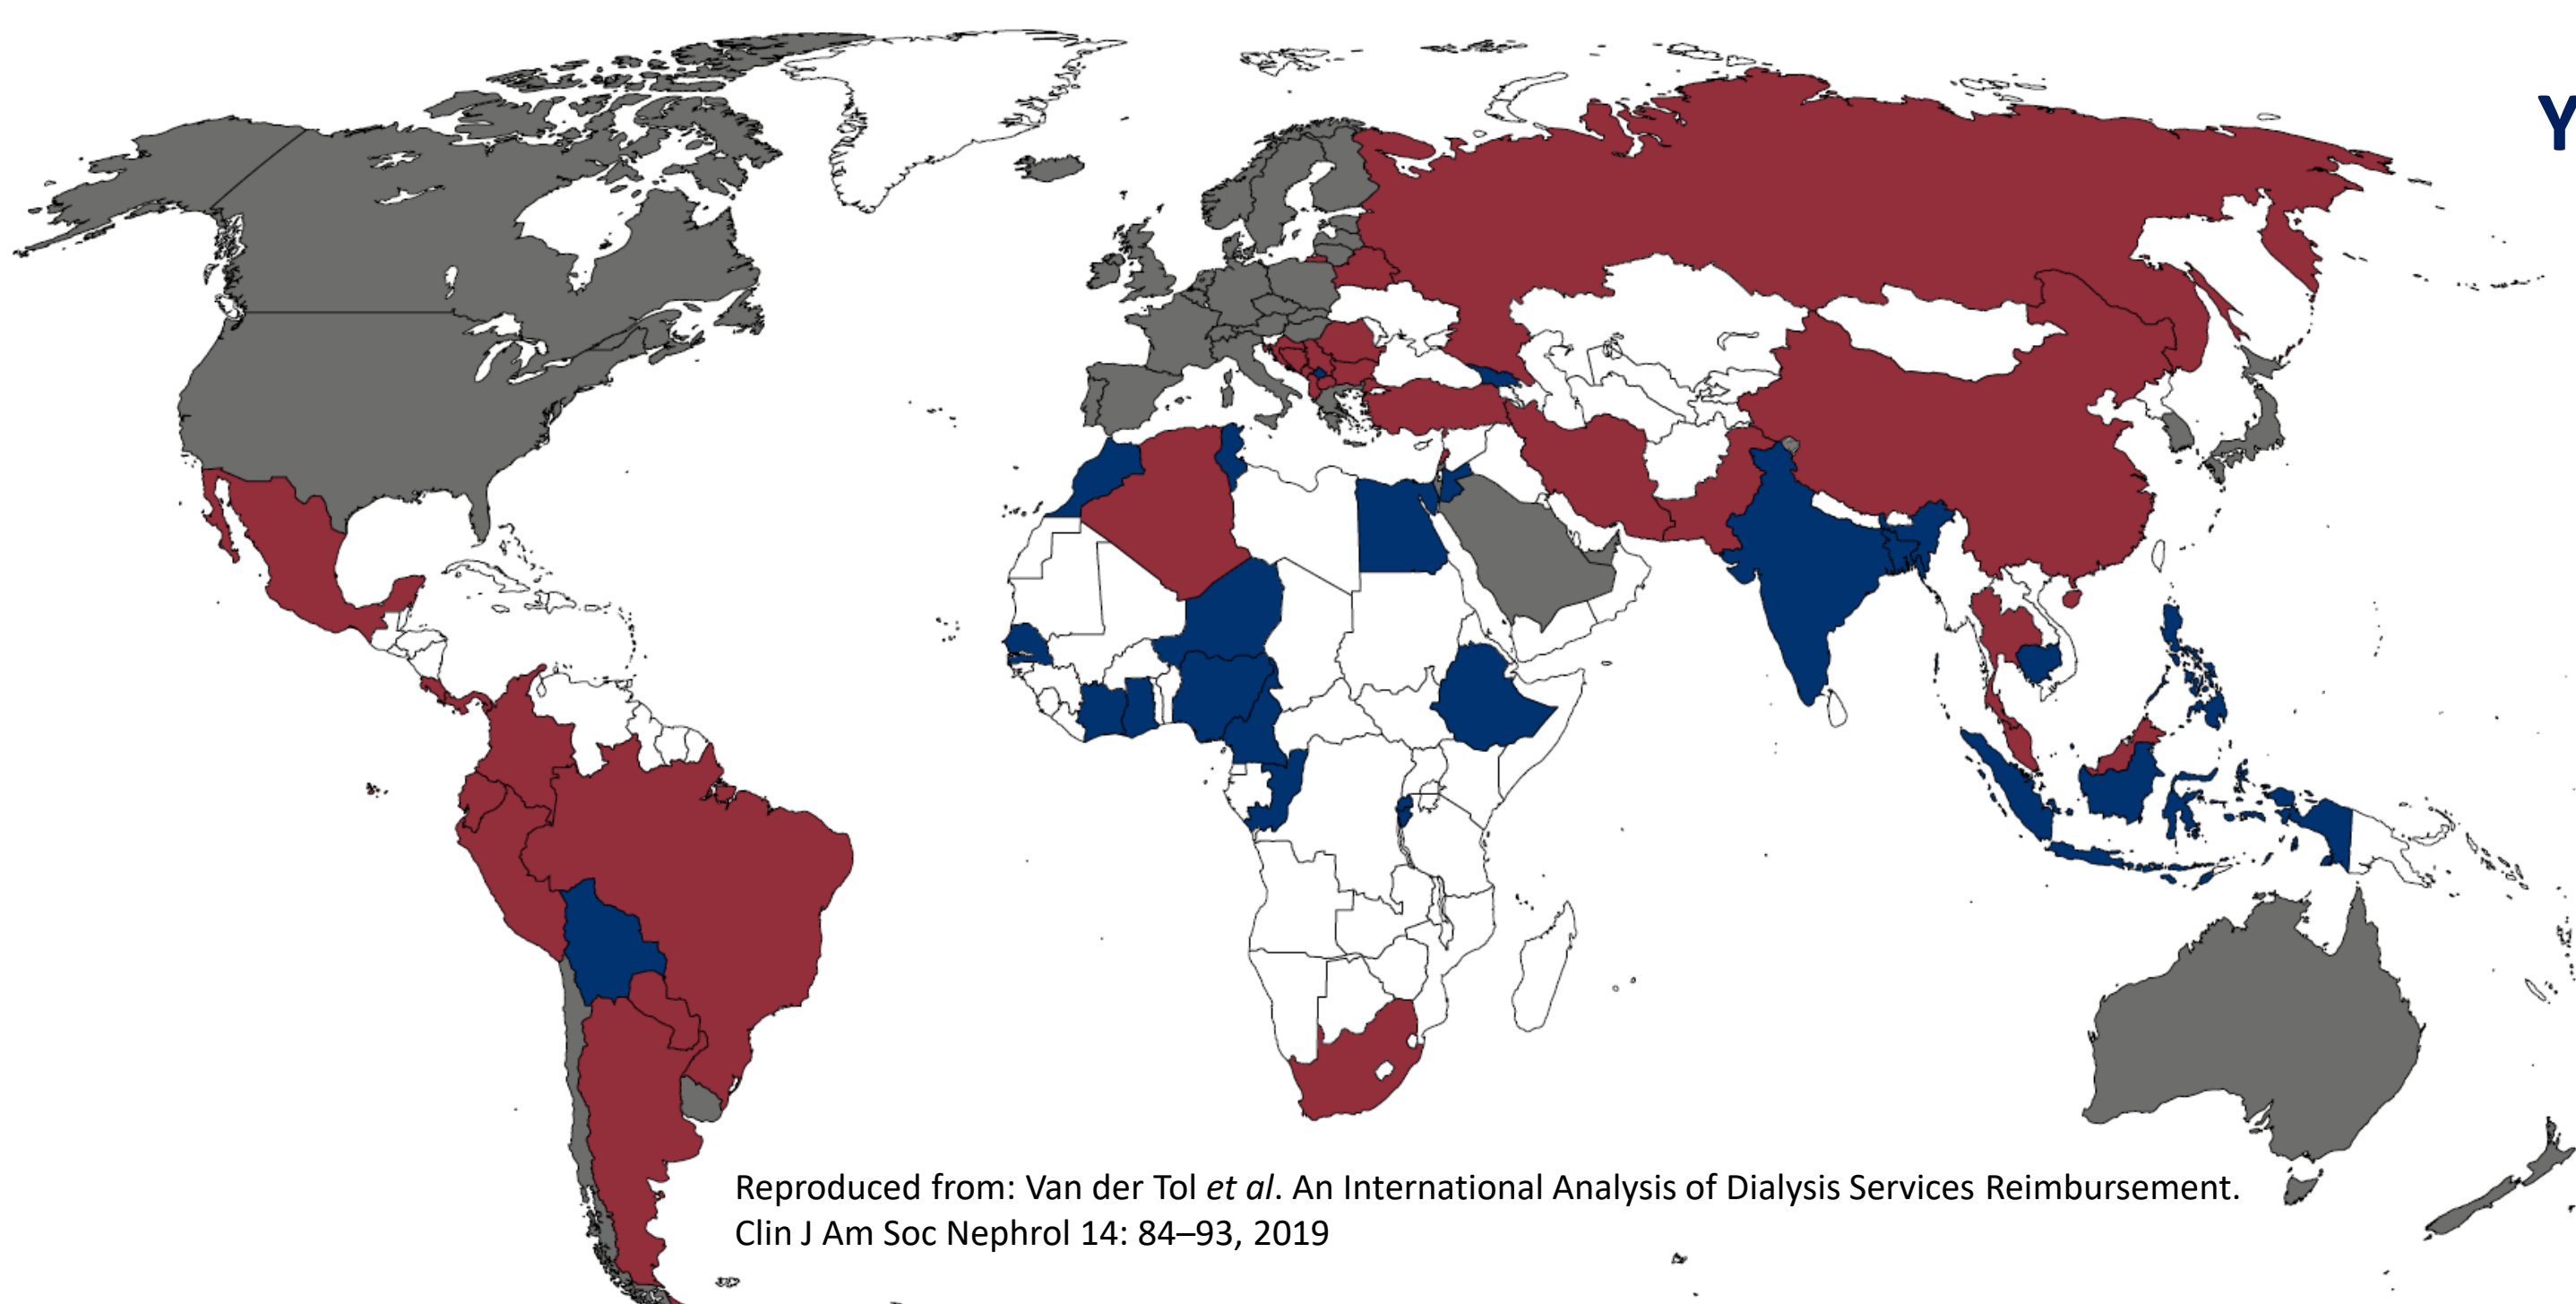 Y
Reproduced from: Van der Tol et al. An International Analysis of Dialysis Services Reimbursement.
Clin J Am Soc Nephrol 14: 84–93, 2019